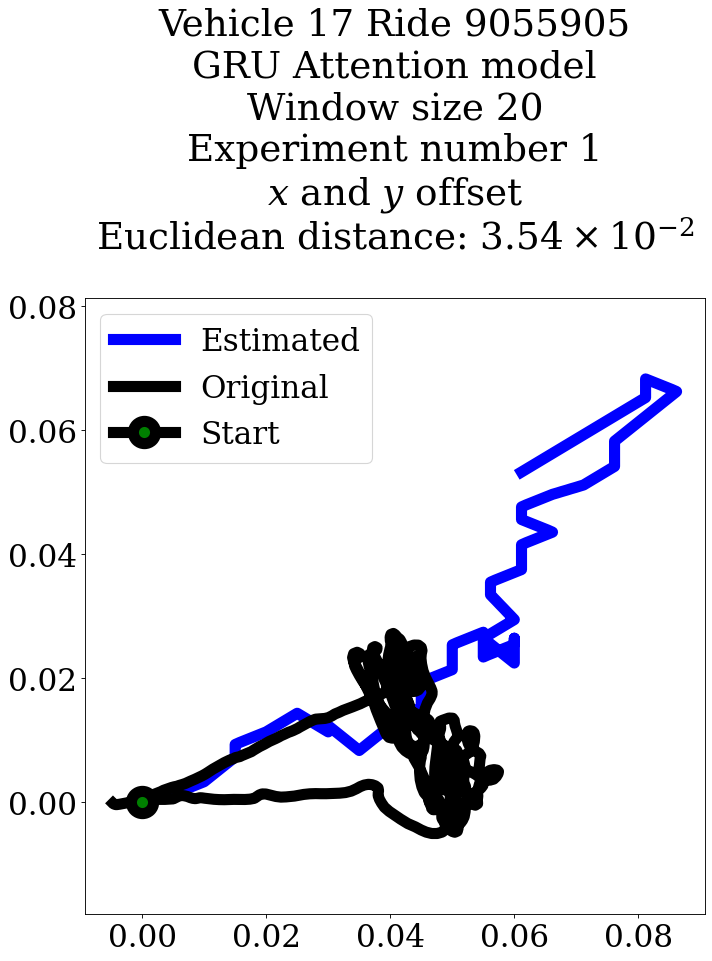 Vehicle 17 Ride 9055905
GRU Attention model
Window size 20
Experiment number 1
x and y offset
Euclidean distance: 3.54 × 10⁻²
0.08
Estimated
Original
Start
0.06
0.04
0.02
0.00
0.00 0.02 0.04 0.06 0.08